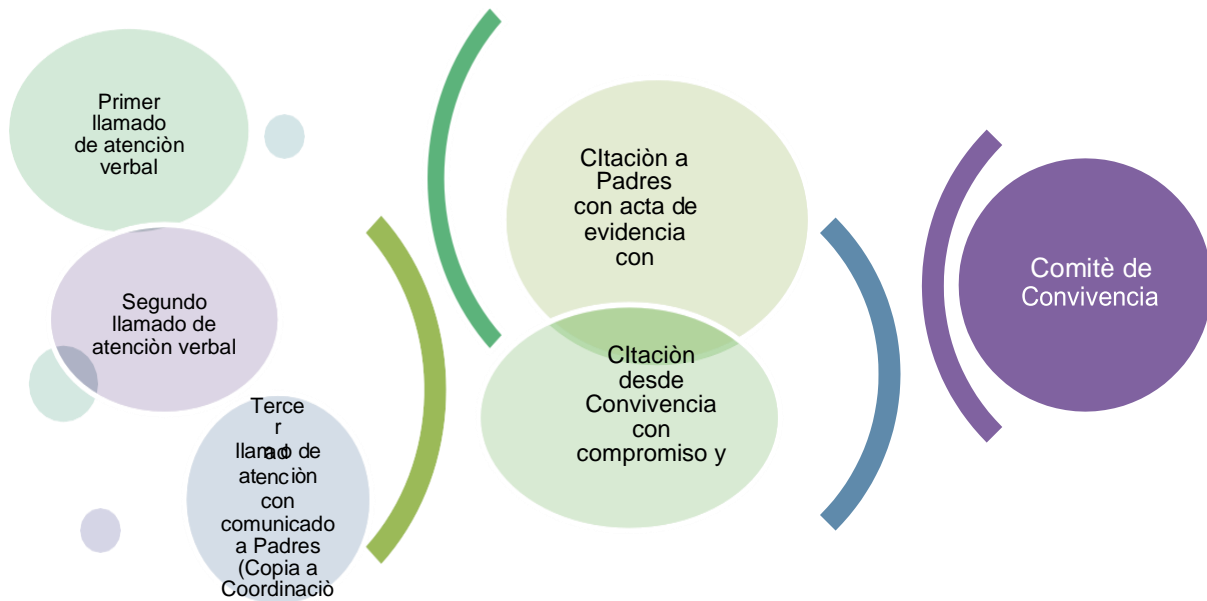 Primer
llamado
de atenciòn
verbal
Segundo
llamado de
atenciòn verbal
Terce
r
llamado de
atenciòn
con
comunicado
a Padres
(Copia a
Coordinaciò
CItaciòn a
Padres
con acta de
evidencia
con
CItaciòn
desde
Convivencia
con
compromiso y
Comitè de
Convivencia